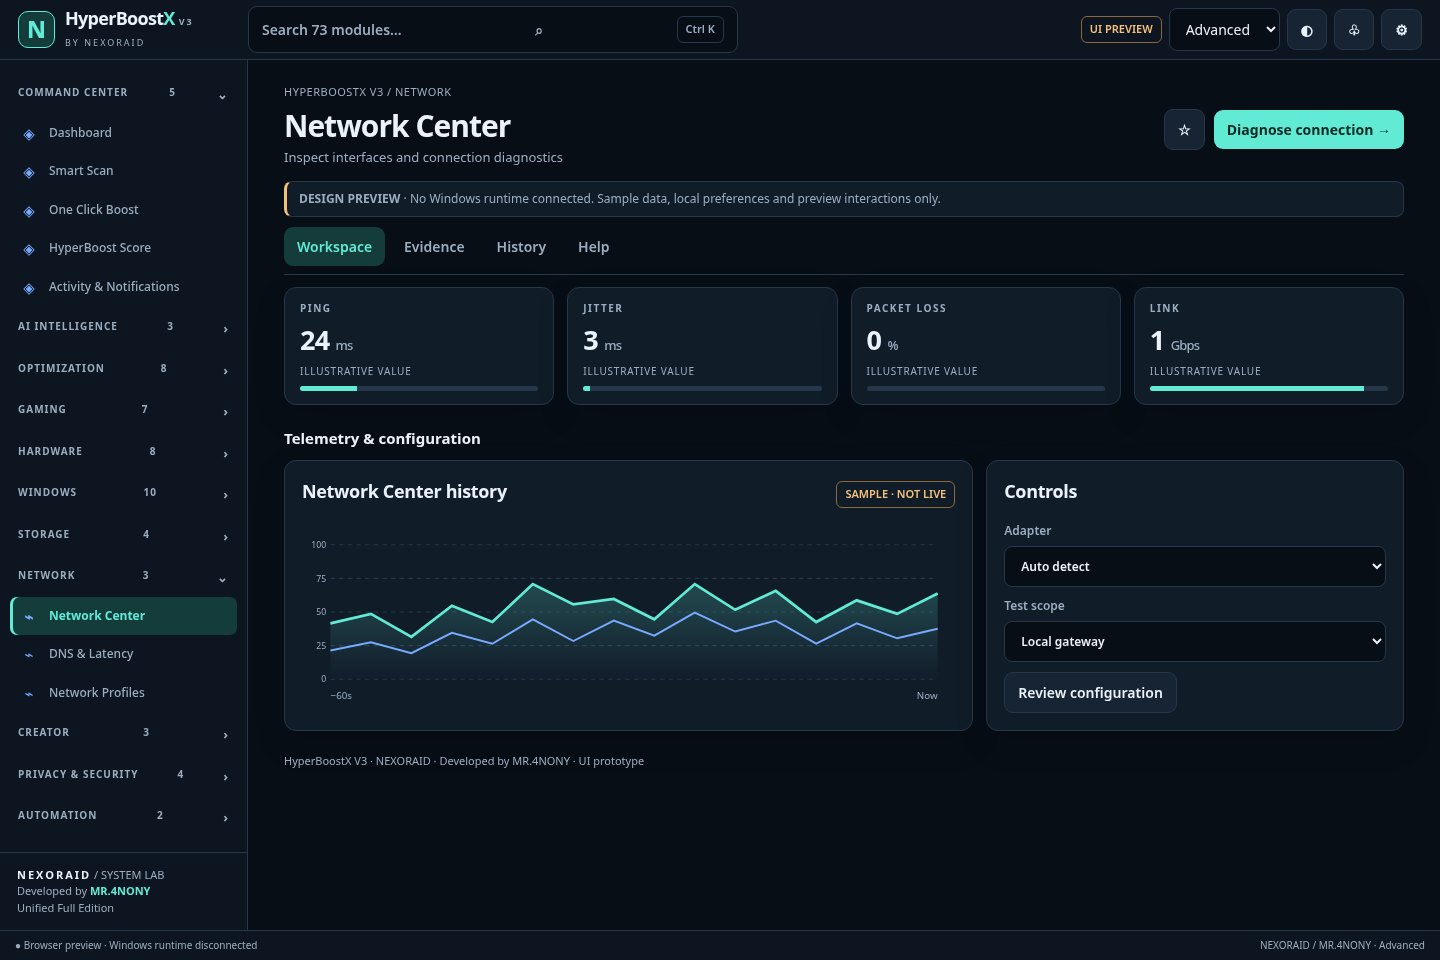 N
HyperBoostX V3
BY NEXORAID
Search 73 modules...
Ctrl K
UI PREVIEW
Advanced
COMMAND CENTER 5
Dashboard
Smart Scan
One Click Boost
HyperBoost Score
Activity & Notifications
AI INTELLIGENCE 3
OPTIMIZATION 8
GAMING 7
HARDWARE 8
WINDOWS 10
STORAGE 4
NETWORK 3
Network Center
DNS & Latency
Network Profiles
CREATOR 3
PRIVACY & SECURITY 4
AUTOMATION 2
NEXORAID / SYSTEM LAB
Developed by MR.4NONY
Unified Full Edition
HYPERBOOSTX V3 / NETWORK
Network Center
Inspect interfaces and connection diagnostics
Diagnose connection →
DESIGN PREVIEW · No Windows runtime connected. Sample data, local preferences and preview interactions only.
Workspace Evidence History Help
PING
24 ms
ILLUSTRATIVE VALUE
JITTER
3 ms
ILLUSTRATIVE VALUE
PACKET LOSS
0 %
ILLUSTRATIVE VALUE
LINK
1 Gbps
ILLUSTRATIVE VALUE
Telemetry & configuration
Network Center history
SAMPLE · NOT LIVE
100
75
50
25
0
−60s Now
Controls
Adapter
Auto detect
Test scope
Local gateway
Review configuration
HyperBoostX V3 · NEXORAID · Developed by MR.4NONY · UI prototype
● Browser preview · Windows runtime disconnected
NEXORAID / MR.4NONY · Advanced